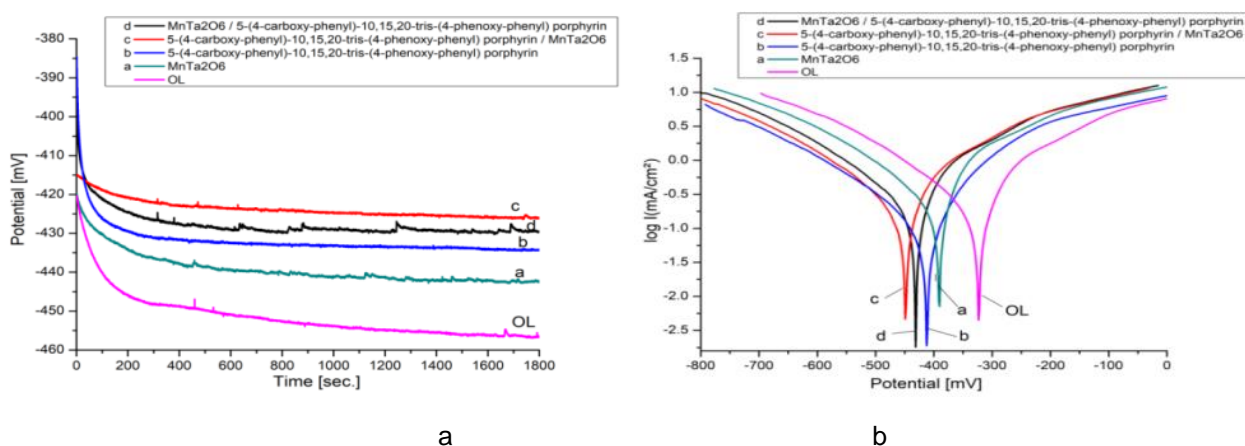 d MnTa2O6 / 5-(4-carboxy-phenyl)-10,15,20-tris-(4-phenoxy-phenyl) porphyrin
c 5-(4-carboxy-phenyl)-10,15,20-tris-(4-phenoxy-phenyl) porphyrin / MnTa2O6
b 5-(4-carboxy-phenyl)-10,15,20-tris-(4-phenoxy-phenyl) porphyrin
a MnTa2O6
OL
-380
-390
-400
-410
-420
-430
-440
-450
-460
Potential [mV]
c
d
b
a
OL
0 200 400 600 800 1000 1200 1400 1600 1800
Time [sec.]
a
d MnTa2O6 / 5-(4-carboxy-phenyl)-10,15,20-tris-(4-phenoxy-phenyl) porphyrin
c 5-(4-carboxy-phenyl)-10,15,20-tris-(4-phenoxy-phenyl) porphyrin / MnTa2O6
b 5-(4-carboxy-phenyl)-10,15,20-tris-(4-phenoxy-phenyl) porphyrin
a MnTa2O6
OL
1.5
1.0
0.5
0.0
-0.5
-1.0
-1.5
-2.0
-2.5
log I(mA/cm²)
c
a
OL
d
b
-800 -700 -600 -500 -400 -300 -200 -100 0
Potential [mV]
b